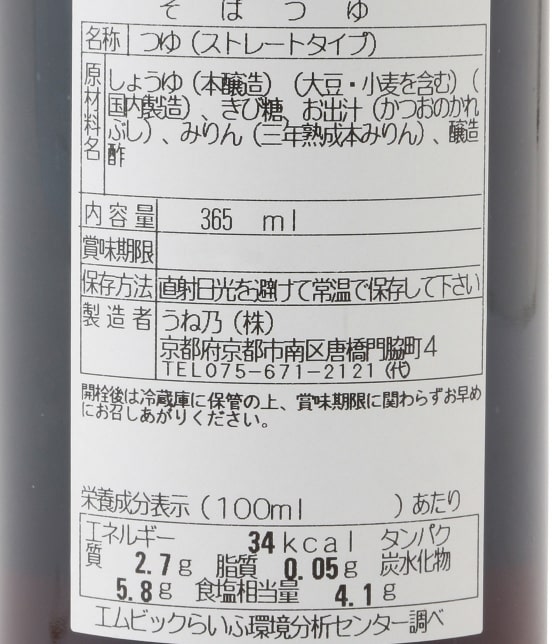 そばつゆ
名称 つゆ（ストレートタイプ）
原材料名
しょうゆ（本醸造）（大豆・小麦を含む）（
国内製造）、きび糖、お出汁（かつおのかれ
ぶし）、みりん（三年熟成本みりん）、醸造
酢
内容量 365 ml
賞味期限
保存方法 直射日光を避けて常温で保存して下さい
製造者 うね乃（株）
京都府京都市南区唐橋門脇町4
TEL075-671-2121（代）
開栓後は冷蔵庫に保管の上、賞味期限に関わらずお早め
にお召しあがりください。
栄養成分表示（100ml ）あたり
エネルギー 34kcal タンパク
質 2.7g 脂質 0.05g 炭水化物
5.8g 食塩相当量 4.1g
エムビックらいふ環境分析センター調べ